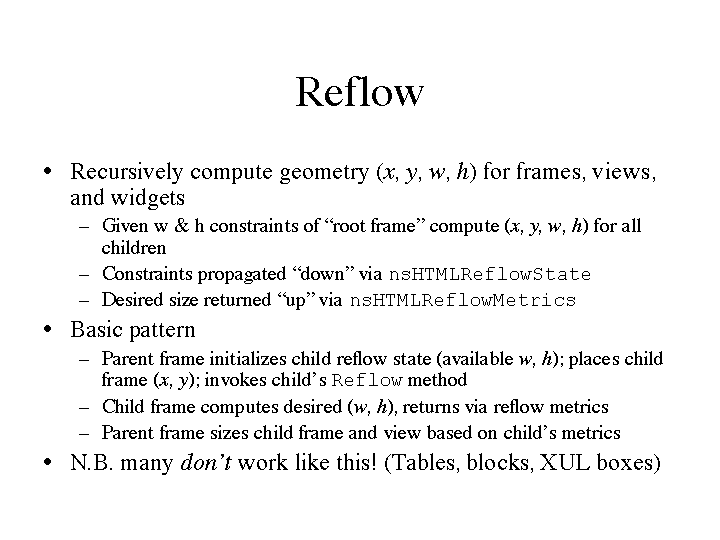 Reflow
• Recursively compute geometry (x, y, w, h) for frames, views,
and widgets
– Given w & h constraints of “root frame” compute (x, y, w, h) for all
children
– Constraints propagated “down” via nsHTMLReflowState
– Desired size returned “up” via nsHTMLReflowMetrics
• Basic pattern
– Parent frame initializes child reflow state (available w, h); places child
frame (x, y); invokes child’s Reflow method
– Child frame computes desired (w, h), returns via reflow metrics
– Parent frame sizes child frame and view based on child’s metrics
• N.B. many don’t work like this! (Tables, blocks, XUL boxes)